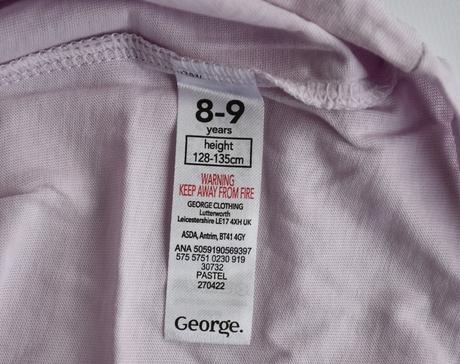 8-9
years
height
128-135cm
WARNING
KEEP AWAY FROM FIRE
GEORGE CLOTHING
Lutterworth
Leicestershire LE17 4XH UK
ASDA, Antrim, BT41 4GY
ANA 5059190569397
575 5751 0230 919
30732
PASTEL
270422
George.